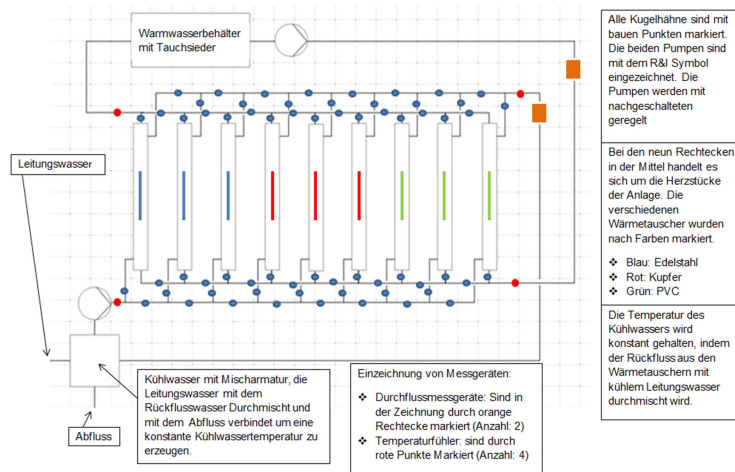 Warmwasserbehälter
mit Tauchsieder
Alle Kugelhähne sind mit
bauen Punkten markiert.
Die beiden Pumpen sind
mit dem R&I Symbol
eingezeichnet. Die
Pumpen werden mit
nachgeschalteten
geregelt
Leitungswasser
Bei den neun Rechtecken
in der Mittel handelt es
sich um die Herzstücke
der Anlage. Die
verschiedenen
Wärmetauscher wurden
nach Farben markiert.
❖ Blau: Edelstahl
❖ Rot: Kupfer
❖ Grün: PVC
Die Temperatur des
Kühlwassers wird
konstant gehalten, indem
der Rückfluss aus den
Wärmetauschern mit
kühlem Leitungswasser
durchmischt wird.
Kühlwasser mit Mischarmatur, die
Leitungswasser mit dem
Rückflusswasser Durchmischt und
mit dem Abfluss verbindet um eine
konstante Kühlwassertemperatur zu
erzeugen.
Abfluss
Einzeichnung von Messgeräten:
❖ Durchflussmessgeräte: Sind in
der Zeichnung durch orange
Rechtecke markiert (Anzahl: 2)
❖ Temperaturfühler: sind durch
rote Punkte Markiert (Anzahl: 4)